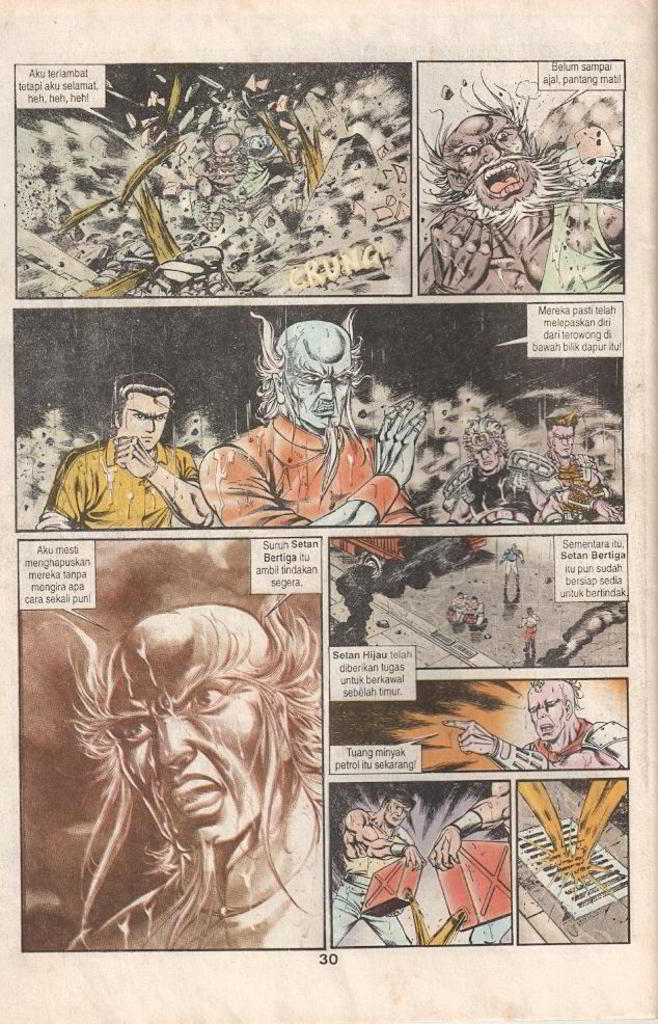 Aku terlambat
tetapi aku selamat,
heh, heh, heh!
Belum sampai
ajal, pantang mati!
CRUNG!
Mereka pasti telah
melepaskan diri
dari terowong di
bawah bilik dapur itu!
Aku mesti
menghapuskan
mereka tanpa
mengira apa
cara sekali pun!
Suruh Setan
Bertiga itu
ambil tindakan
segera.
Sementara itu,
Setan Bertiga
itu pun sudah
bersiap sedia
untuk bertindak.
Setan Hijau telah
diberikan tugas
untuk berkawal
sebelah timur.
Tuang minyak
petrol itu sekarang!
30